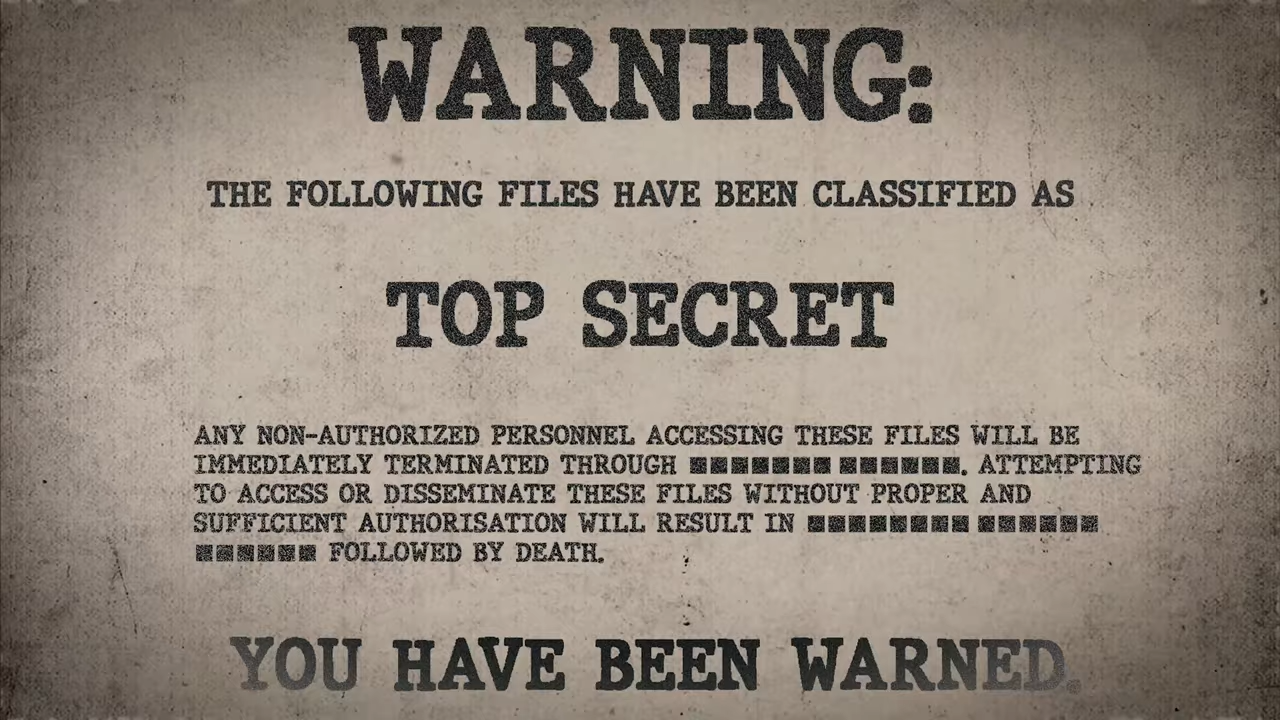 WARNING:
THE FOLLOWING FILES HAVE BEEN CLASSIFIED AS
TOP SECRET
ANY NON-AUTHORIZED PERSONNEL ACCESSING THESE FILES WILL BE
IMMEDIATELY TERMINATED THROUGH ■■■■■■■ ■■■■■■. ATTEMPTING
TO ACCESS OR DISSEMINATE THESE FILES WITHOUT PROPER AND
SUFFICIENT AUTHORISATION WILL RESULT IN ■■■■■■■■ ■■■■■■
■■■■■■ FOLLOWED BY DEATH.
YOU HAVE BEEN WARNED.